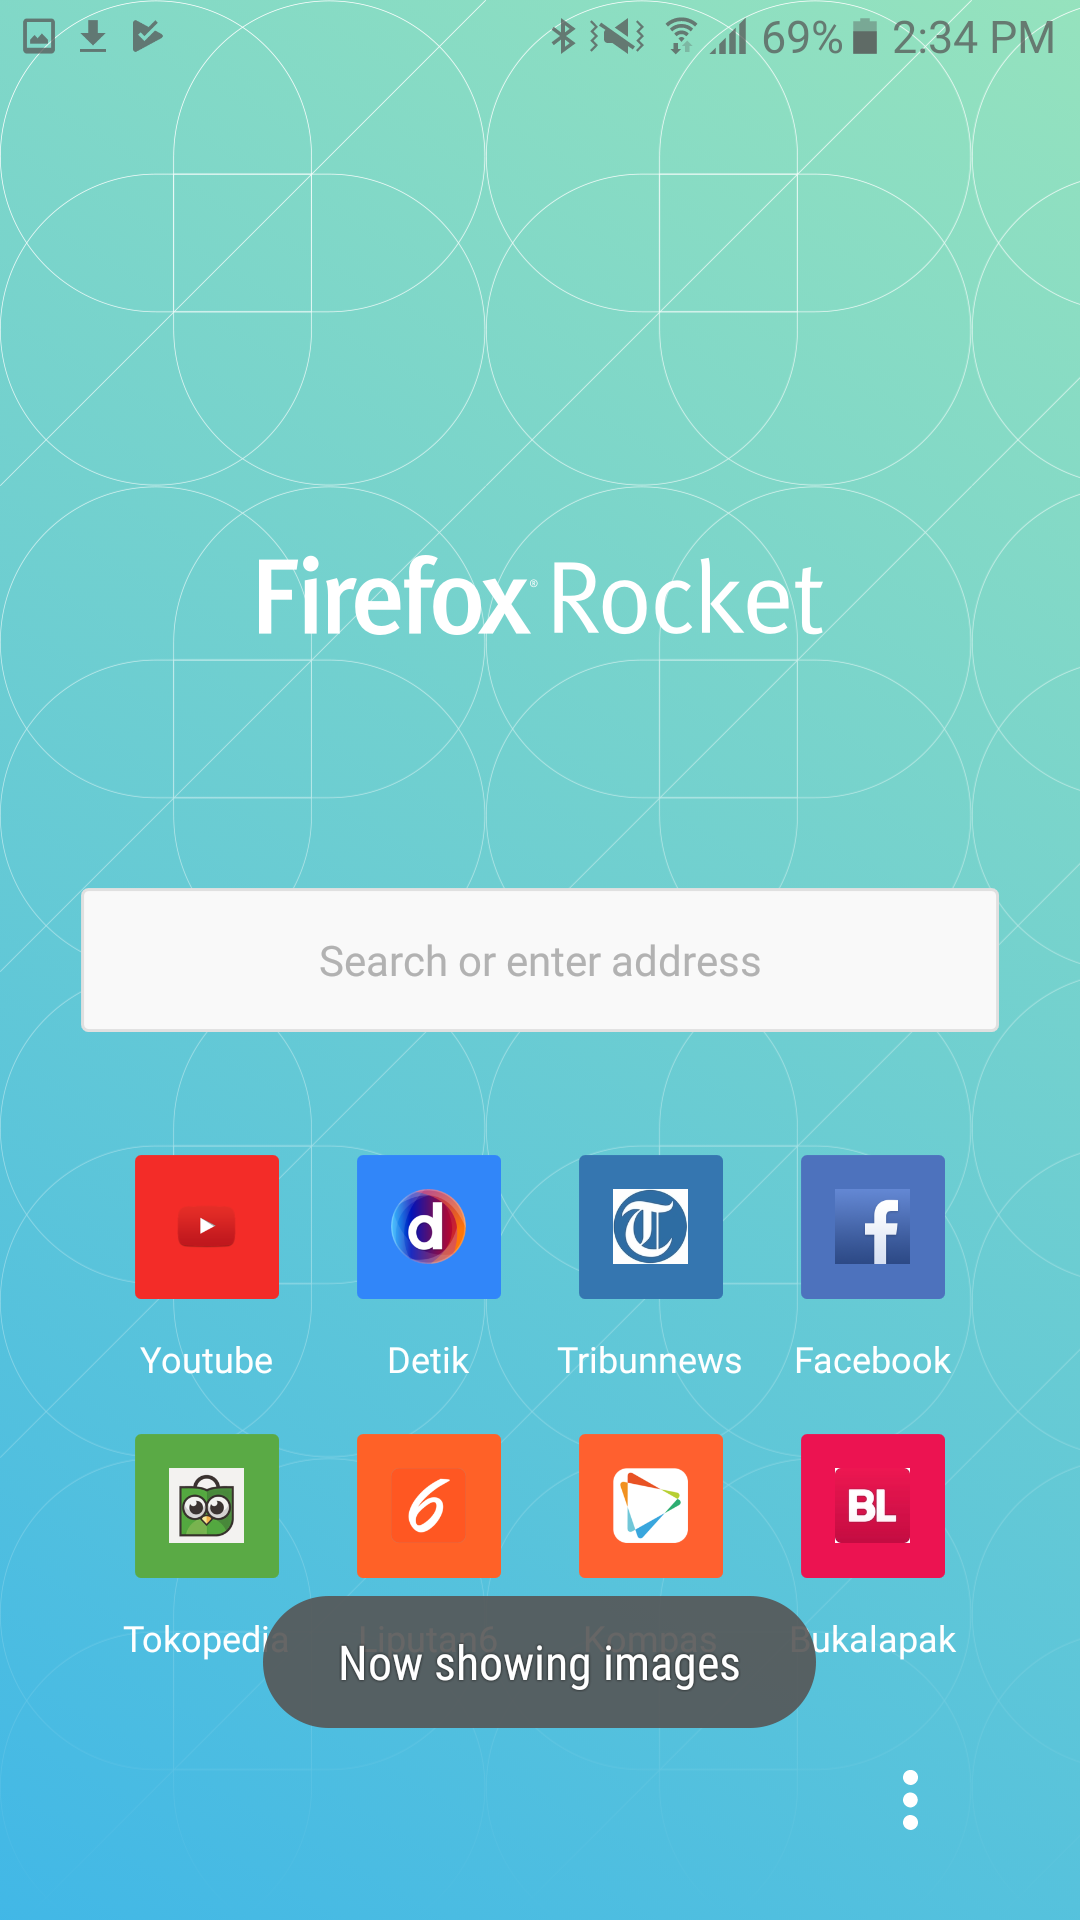 69% 2:34 PM
Firefox® Rocket
Search or enter address
Youtube Detik Tribunnews Facebook
Tokopedia Liputan6 Kompas Bukalapak
Now showing images